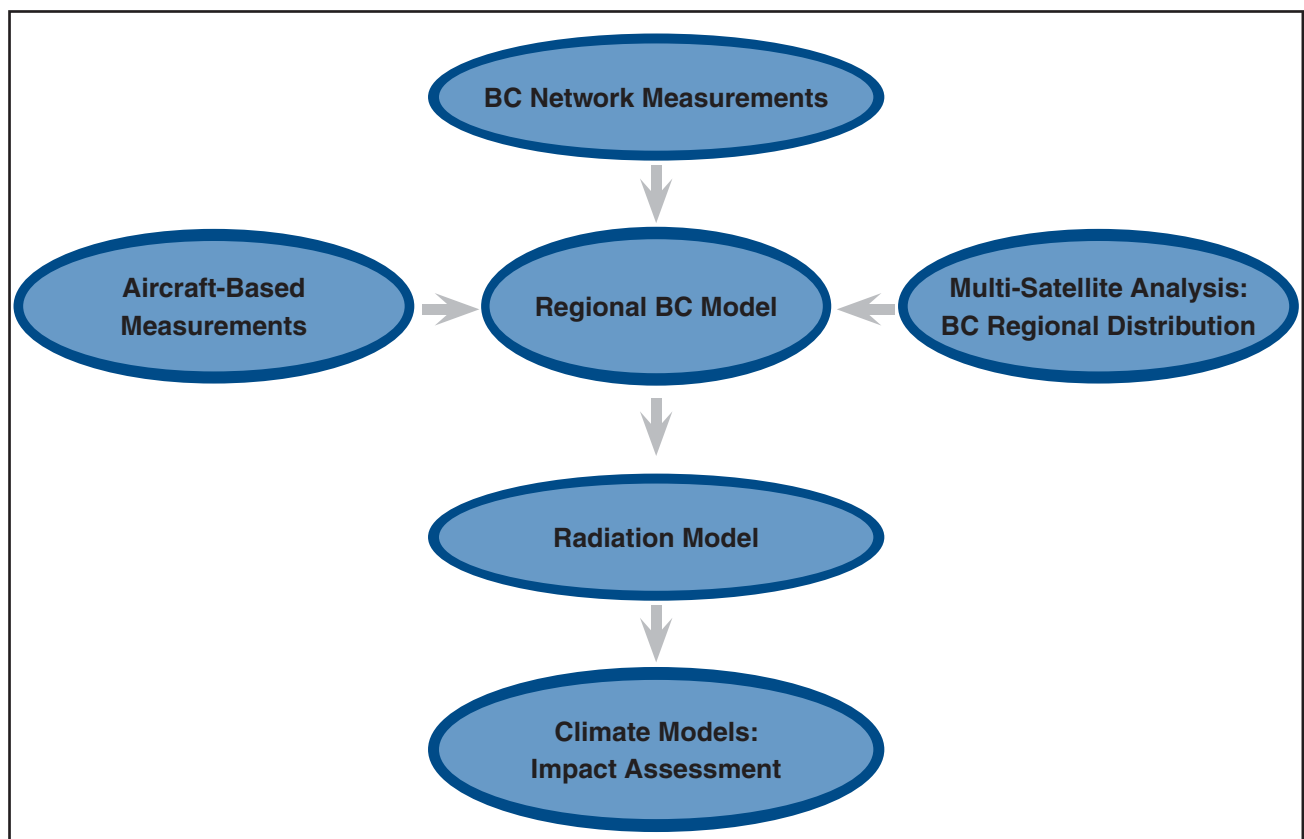 BC Network Measurements
Aircraft-Based
Measurements
Regional BC Model
Multi-Satellite Analysis:
BC Regional Distribution
Radiation Model
Climate Models:
Impact Assessment